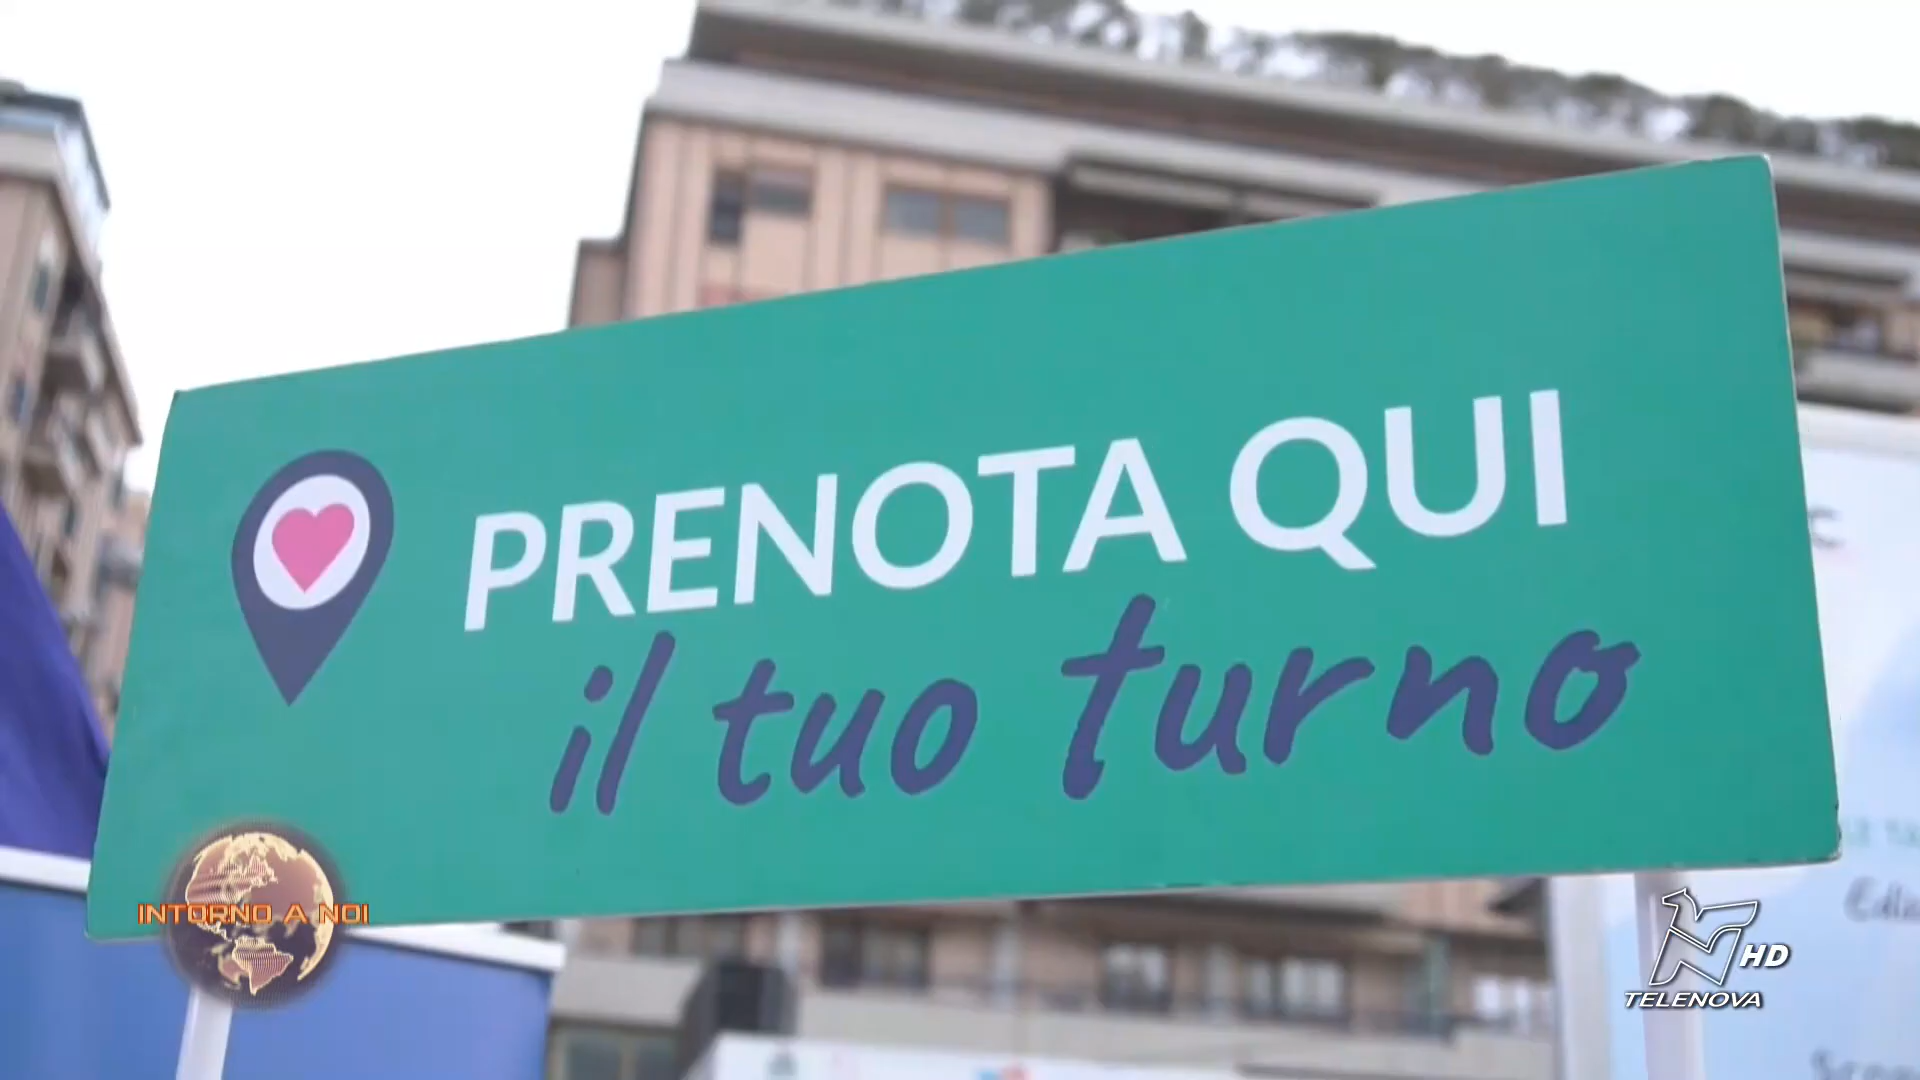 PRENOTA QUI
il tuo turno
INTORNO A NOI
HD
TELENOVA